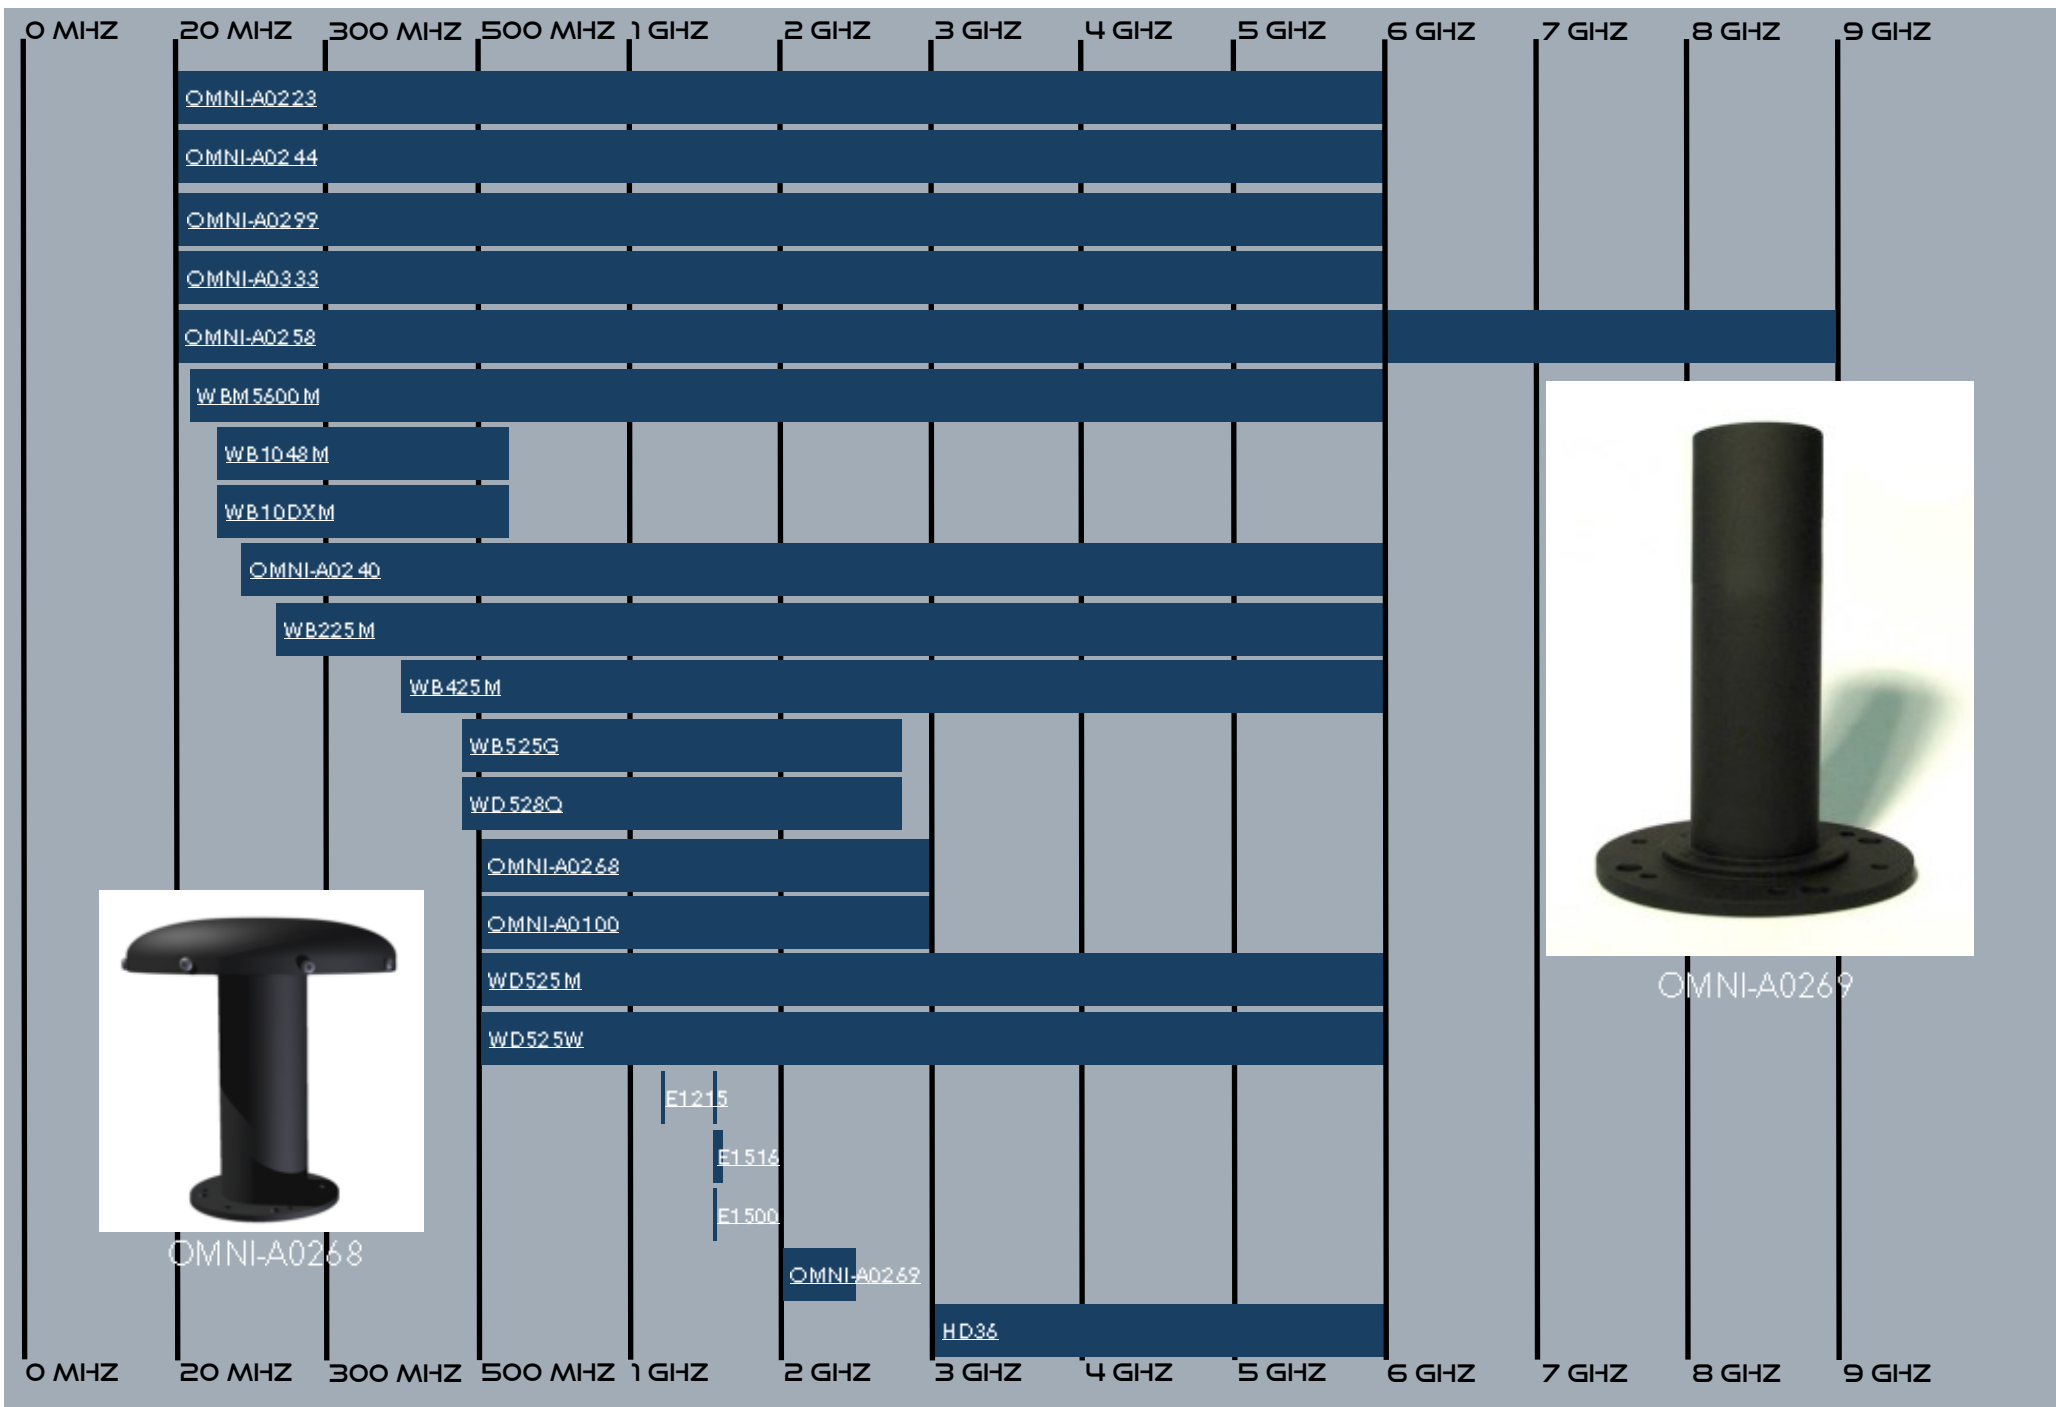 0 MHZ 20 MHZ 300 MHZ 500 MHZ 1 GHZ 2 GHZ 3 GHZ 4 GHZ 5 GHZ 6 GHZ 7 GHZ 8 GHZ 9 GHZ
OMNI-A0223
OMNI-A0244
OMNI-A0299
OMNI-A0333
OMNI-A0258
WBM5600M
WB1048M
WB10DXM
OMNI-A0240
WB225M
WB425M
WB525G
WD528Q
OMNI-A0268
OMNI-A0100
WD525M
OMNI-A0269
WD525W
E1215
E1516
E1500
OMNI-A0268
OMNI-A0269
HD36
0 MHZ 20 MHZ 300 MHZ 500 MHZ 1 GHZ 2 GHZ 3 GHZ 4 GHZ 5 GHZ 6 GHZ 7 GHZ 8 GHZ 9 GHZ